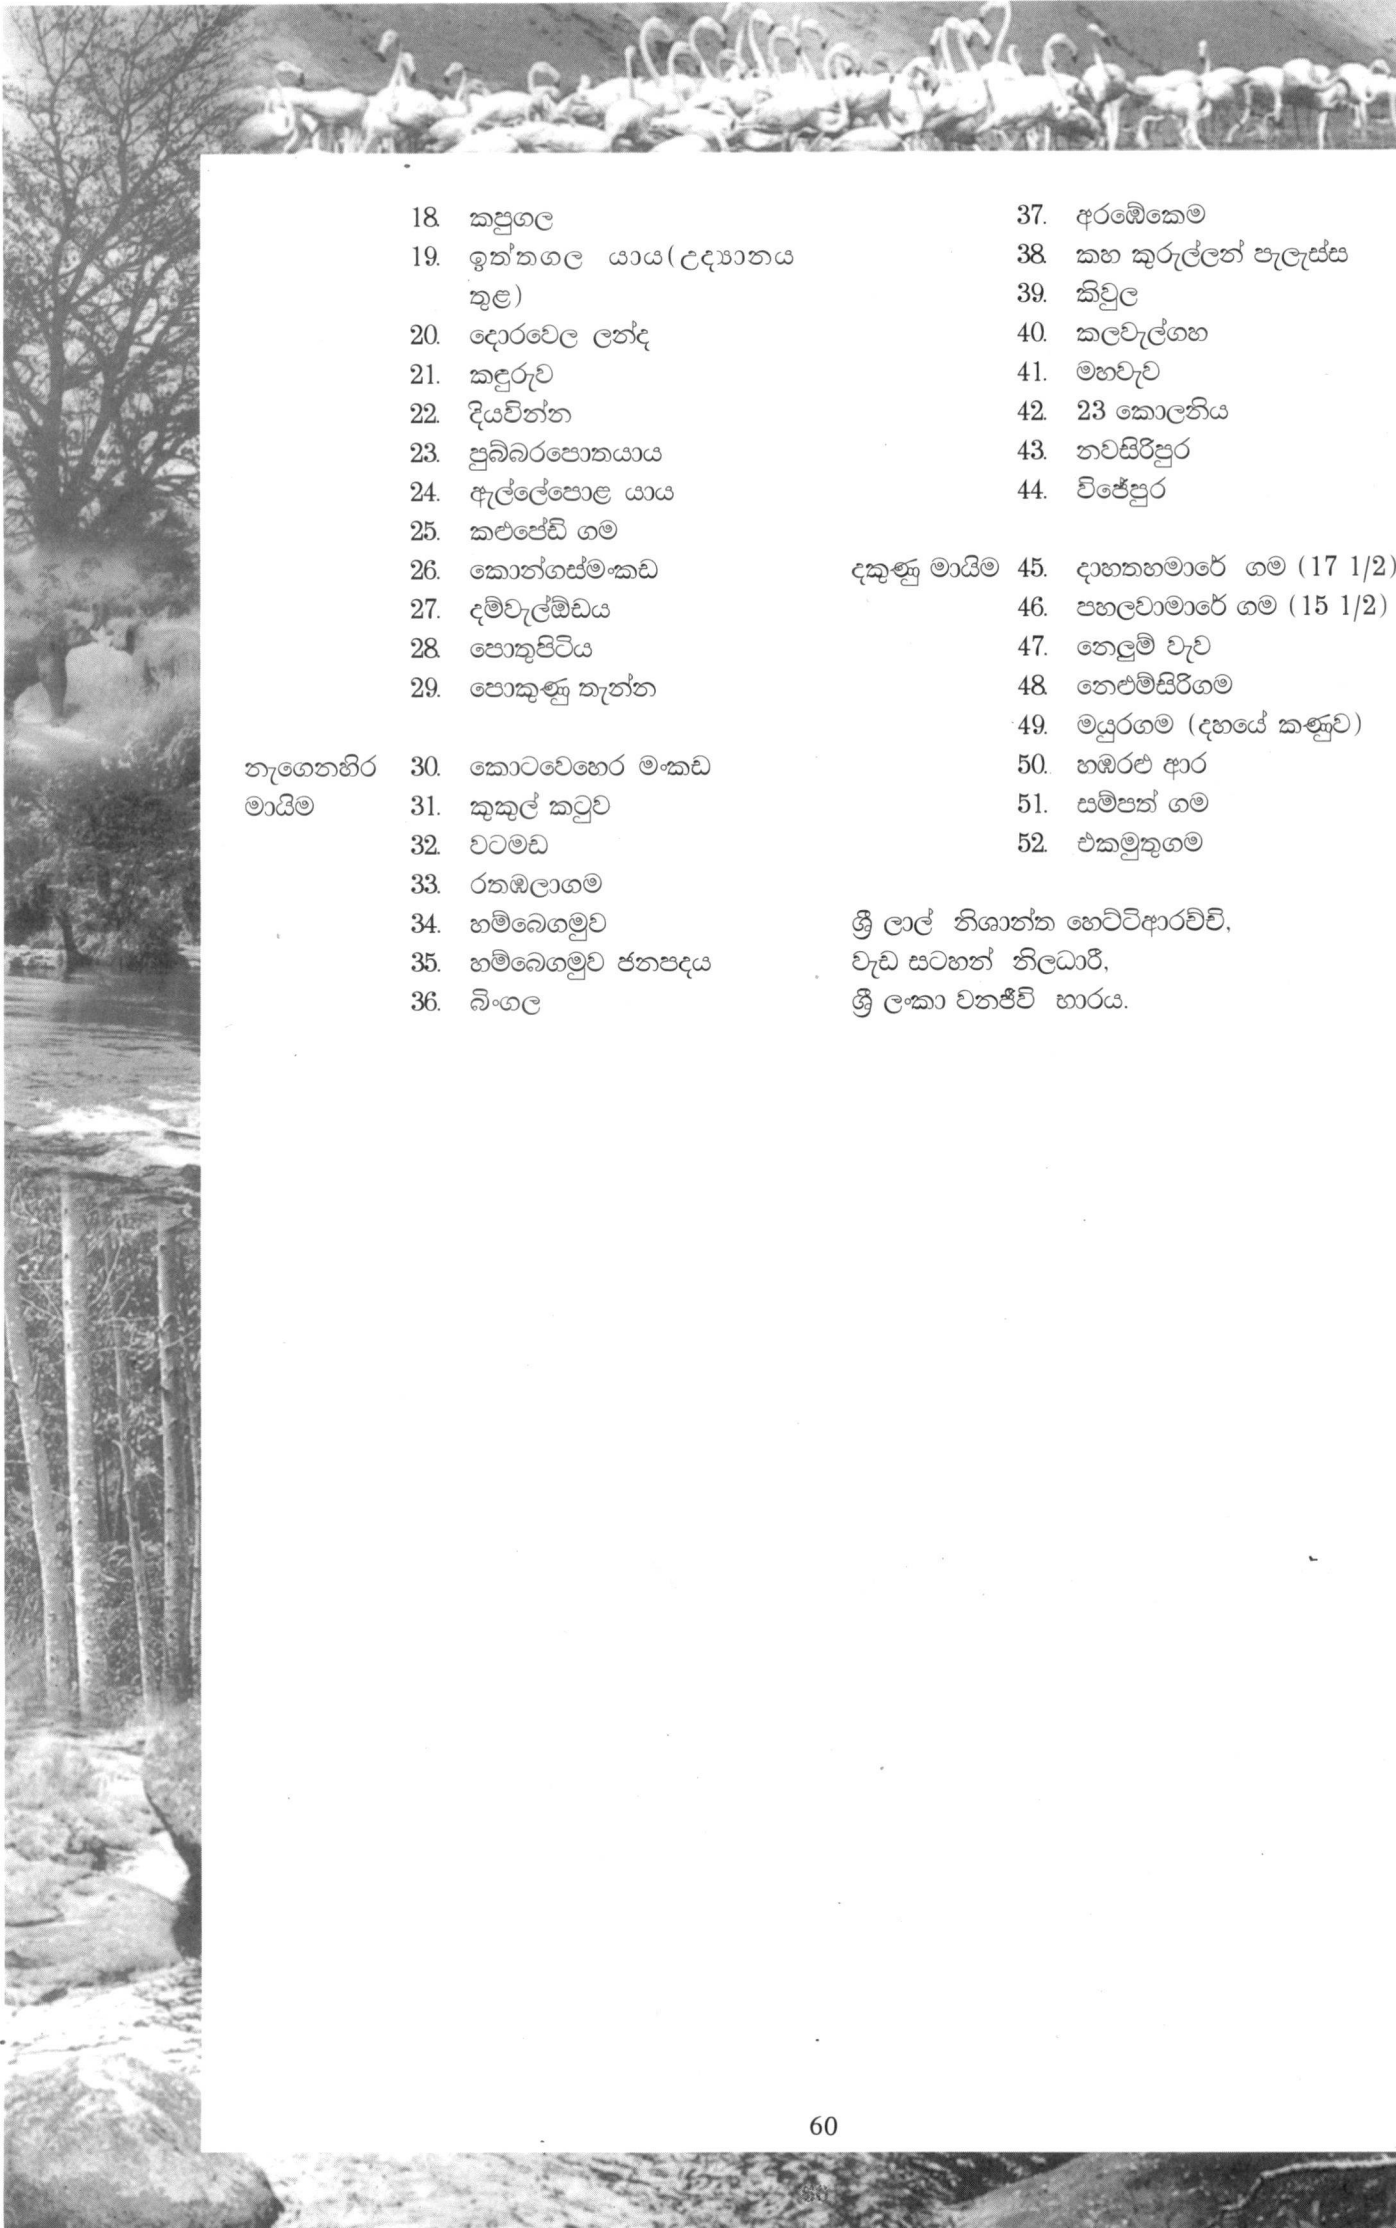 18. කපුගල
19. ඉත්තගල යාය(උද්‍යානය
තුළ)
20. දොරවෙල ලන්ද
21. කඳුරුව
22. දියවින්න
23. පුබ්බරපොතයාය
24. ඇල්ලේපොළ යාය
25. කළුපේඩි ගම
26. කොන්ගස්මංකඩ
27. දම්වැල්ඕඩය
28. පොතුපිටිය
29. පොකුණු තැන්න
නැගෙනහිර 30. කොටවෙහෙර මංකඩ
මායිම 31. කුකුල් කටුව
32. වටමඩ
33. රතඹලාගම
34. හම්බෙගමුව
35. හම්බෙගමුව ජනපදය
36. බිංගල
37. අරඹේකෙම
38. කහ කුරුල්ලන් පැලැස්ස
39. කිවුල
40. කලවැල්ගහ
41. මහවැව
42. 23 කොලනිය
43. නවසිරිපුර
44. විජේපුර
දකුණු මායිම 45. දාහතහමාරේ ගම (17 1/2)
46. පහලවාමාරේ ගම (15 1/2)
47. නෙලුම් වැව
48. නෙළුම්සිරිගම
49. මයුරගම (දහයේ කණුව)
50. හඹරළු ආර
51. සම්පත් ගම
52. එකමුතුගම
ශ්‍රී ලාල් නිශාන්ත හෙට්ටිආරච්චි,
වැඩ සටහන් නිලධාරී,
ශ්‍රී ලංකා වනජීවි භාරය.
60